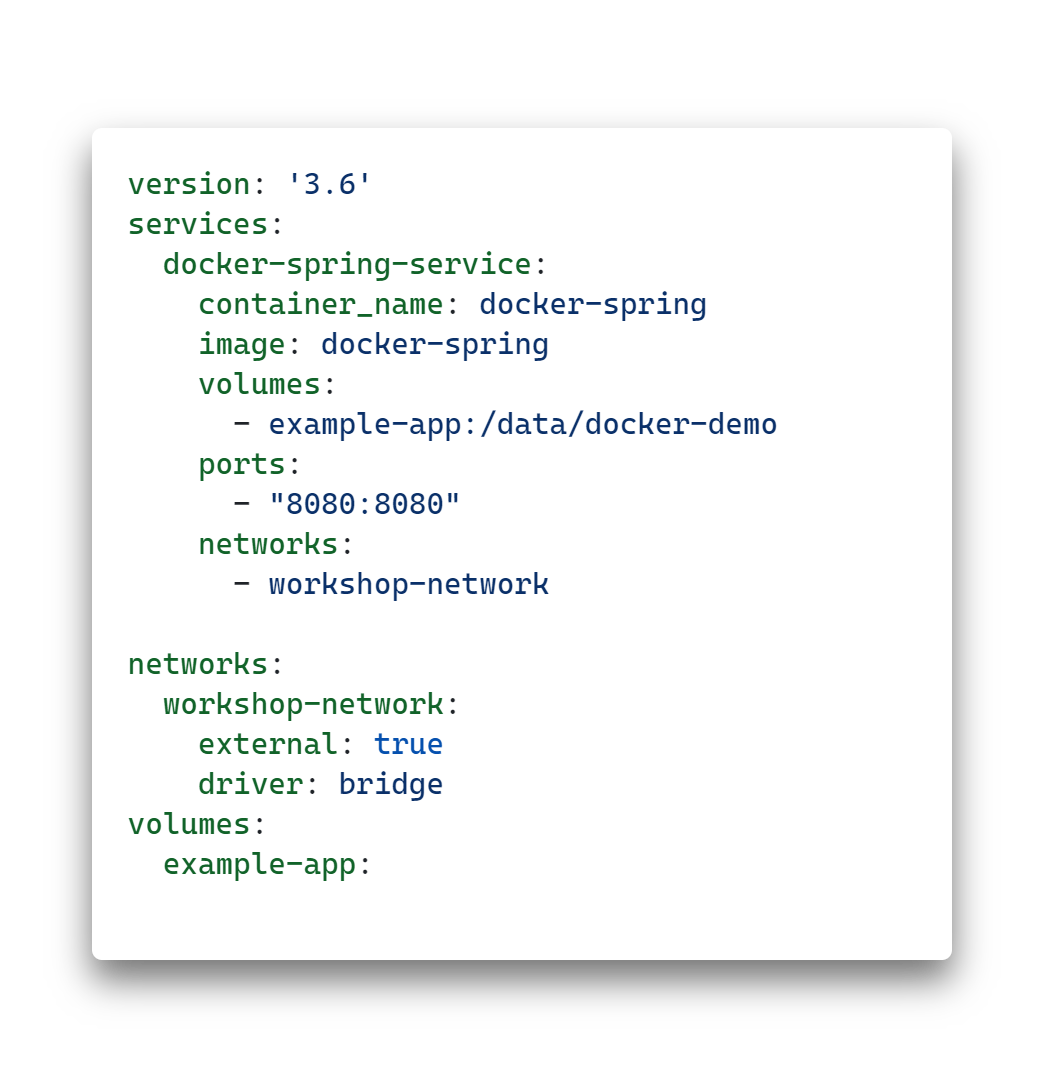 version: '3.6'
services:
  docker-spring-service:
    container_name: docker-spring
    image: docker-spring
    volumes:
      - example-app:/data/docker-demo
    ports:
      - "8080:8080"
    networks:
      - workshop-network

networks:
  workshop-network:
    external: true
    driver: bridge
volumes:
  example-app: